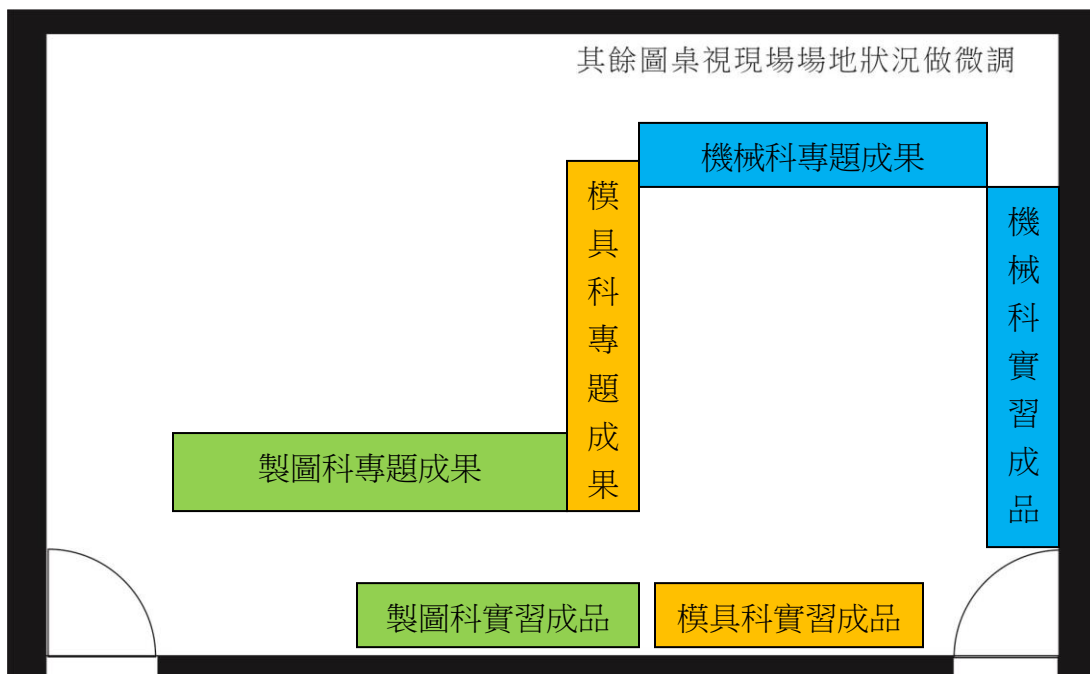 其餘圖桌視現場場地狀況做微調
機械科專題成果
模具科專題成果
機械科實習成品
製圖科專題成果
製圖科實習成品
模具科實習成品